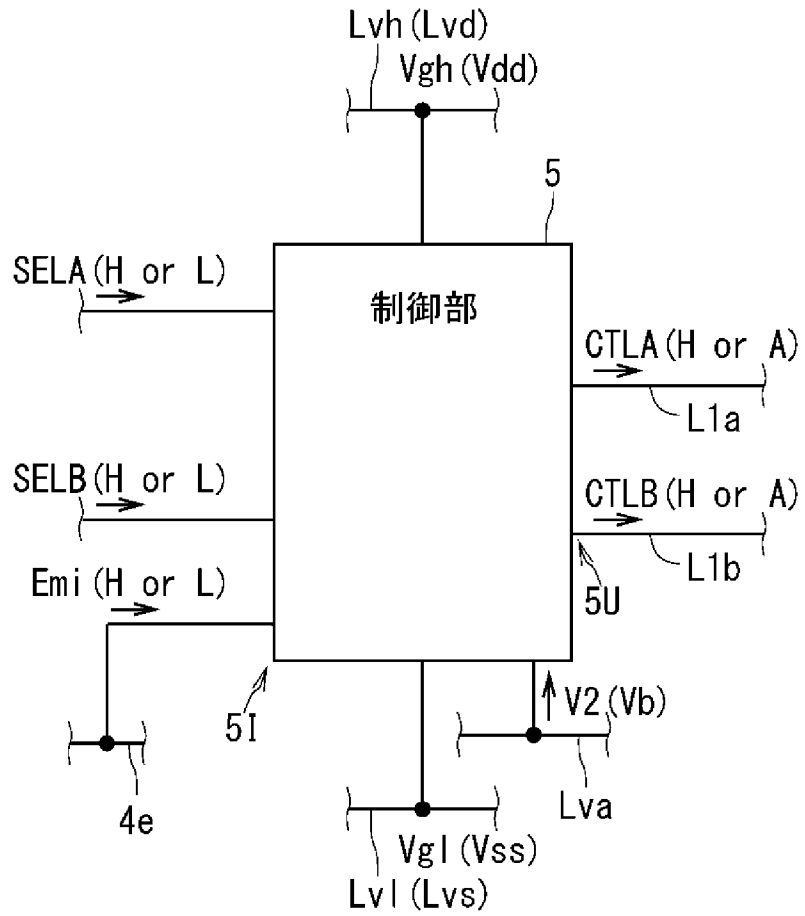 Lvh(Lvd)
Vgh(Vdd)
5
SELA(H or L)
制御部
CTLA(H or A)
L1a
SELB(H or L)
CTLB(H or A)
L1b
Emi(H or L)
5U
5I
V2(Vb)
4e
Lva
Vgl(Vss)
Lvl(Lvs)